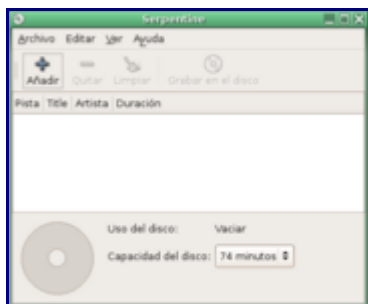 Serpentine
Archivo Editar Ver Ayuda
Añadir Quitar Limpiar Grabar en el disco
Pista Title Artista Duración
Uso del disco: Vaciar
Capacidad del disco: 74 minutos